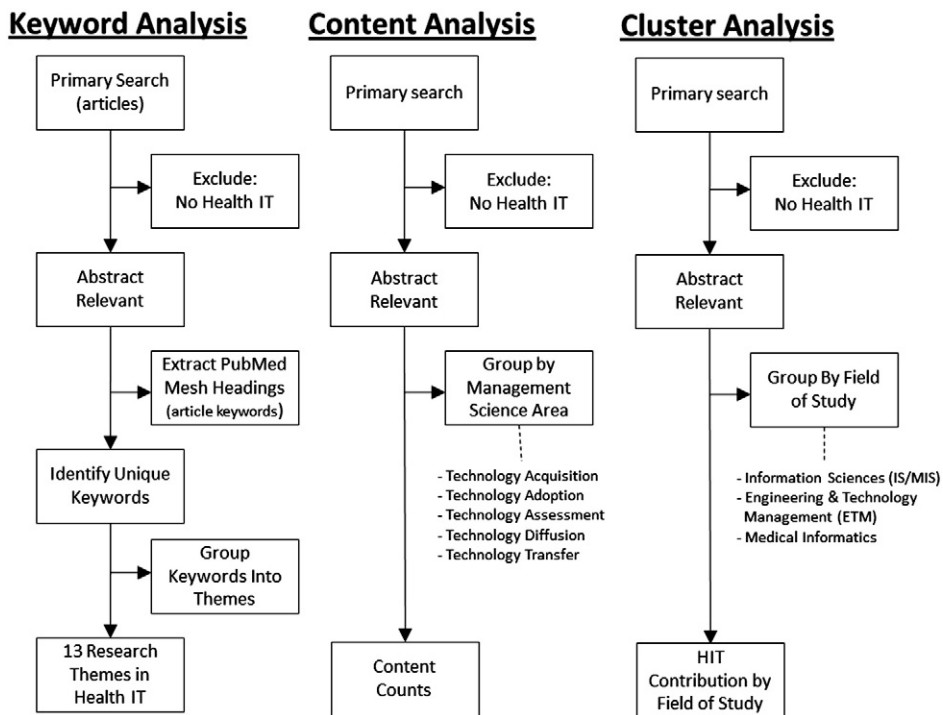 Keyword Analysis
Primary Search
(articles)
Exclude:
No Health IT
Abstract
Relevant
Extract PubMed
Mesh Headings
(article keywords)
Identify Unique
Keywords
Group
Keywords Into
Themes
13 Research
Themes in
Health IT
Content Analysis
Primary search
Exclude:
No Health IT
Abstract
Relevant
Group by
Management
Science Area
- Technology Acquisition
- Technology Adoption
- Technology Assessment
- Technology Diffusion
- Technology Transfer
Content
Counts
Cluster Analysis
Primary search
Exclude:
No Health IT
Abstract
Relevant
Group By Field
of Study
- Information Sciences (IS/MIS)
- Engineering & Technology
Management (ETM)
- Medical Informatics
HIT
Contribution by
Field of Study